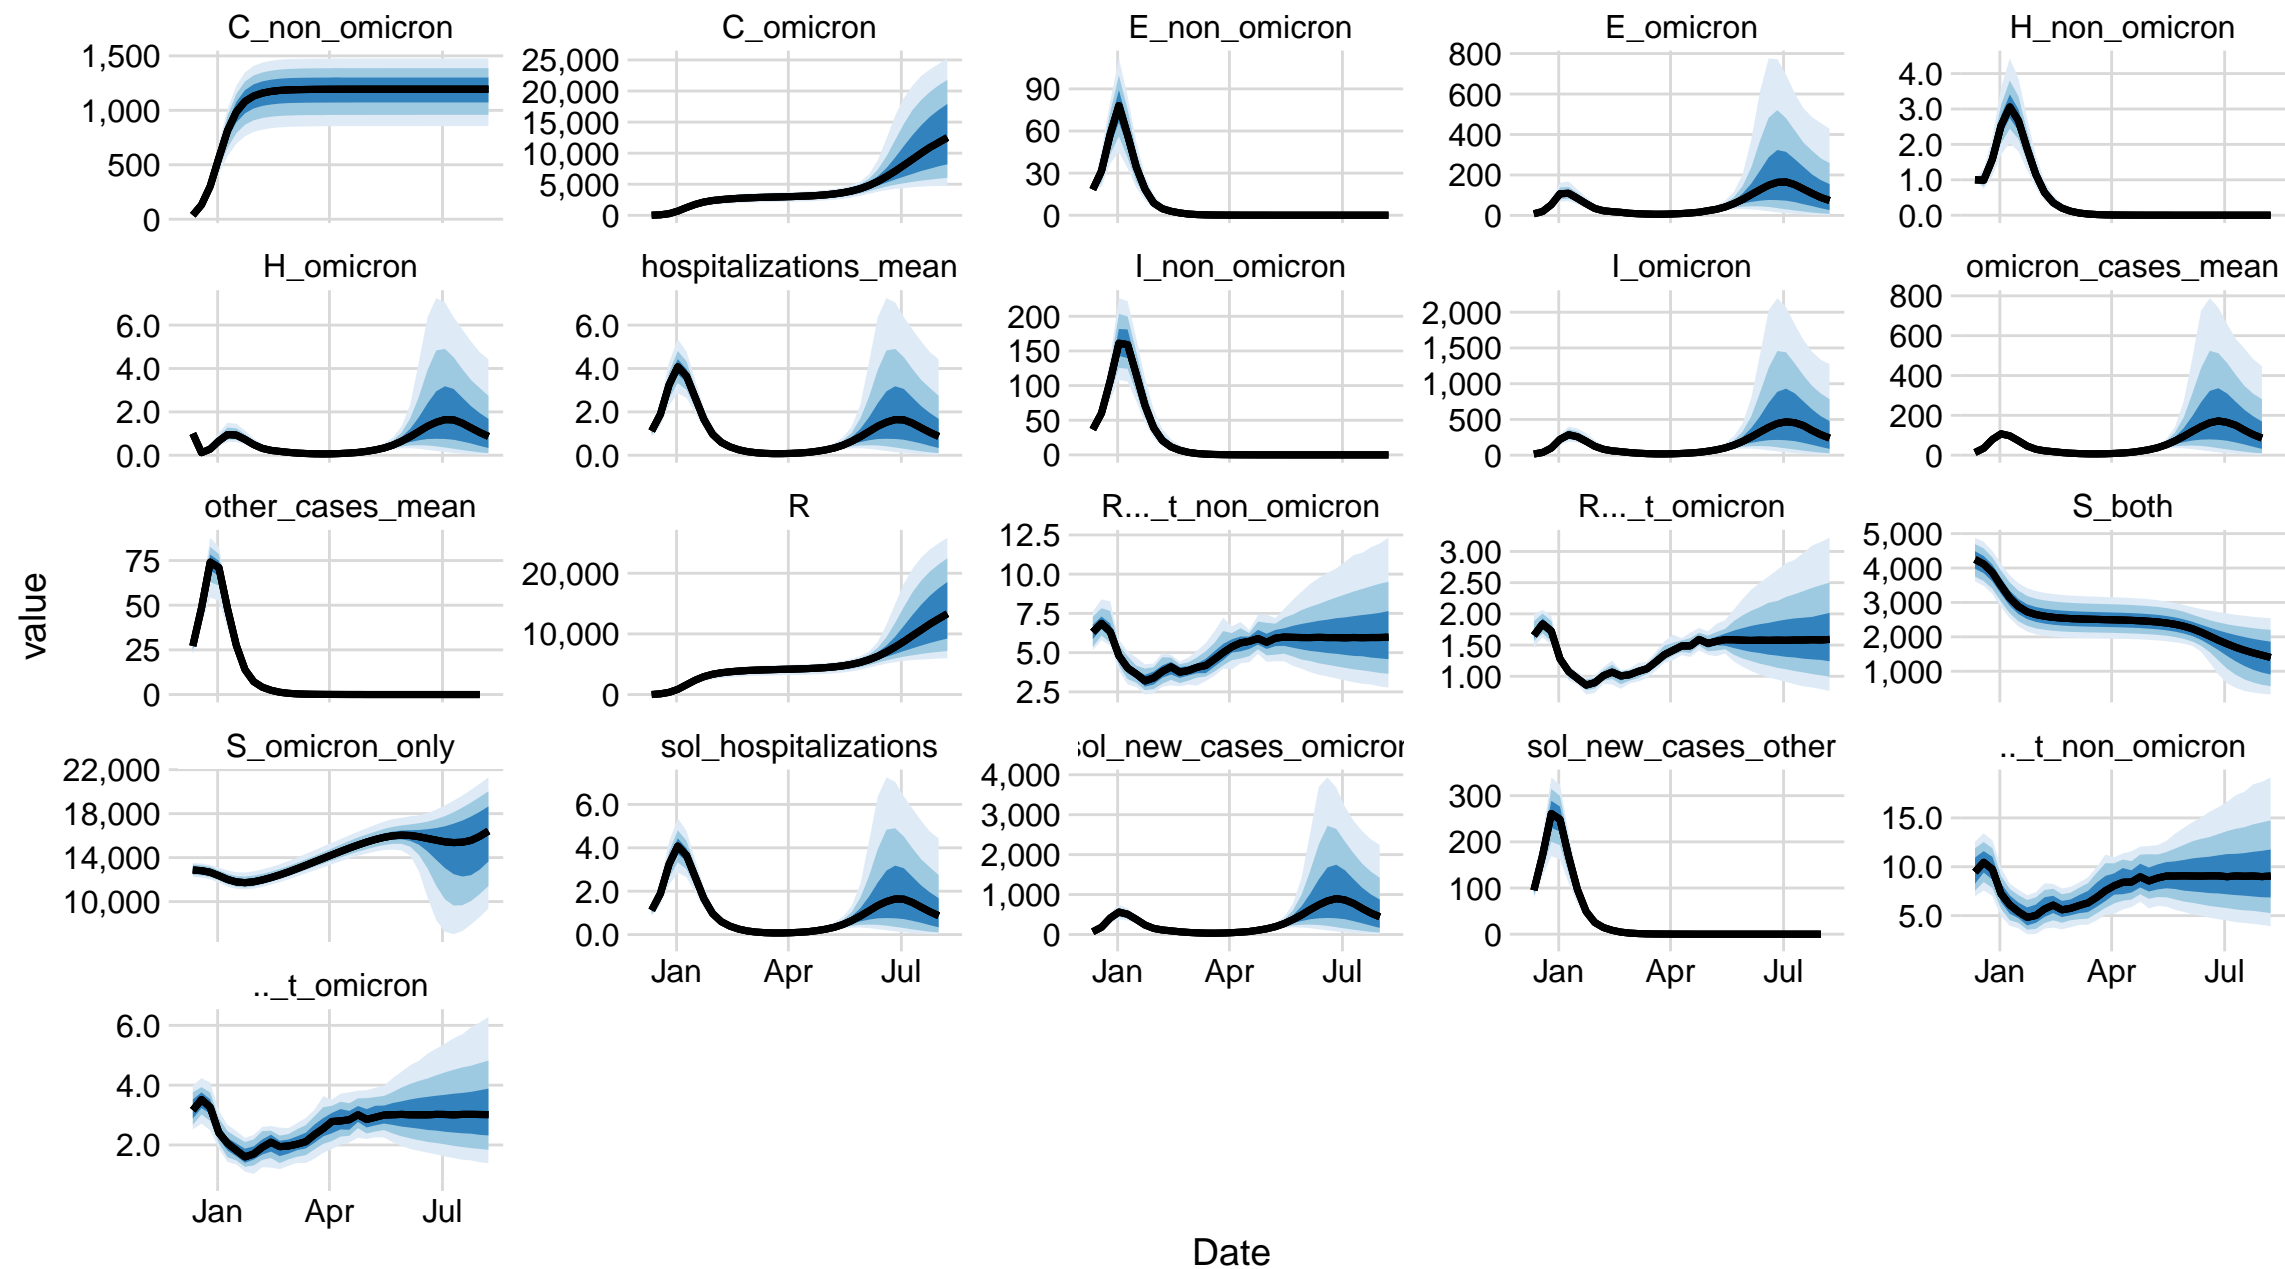 C_non_omicron C_omicron E_non_omicron E_omicron H_non_omicron
1,500 1,000 500 0
25,000 20,000 15,000 10,000 5,000 0
90 60 30 0
800 600 400 200 0
4.0 3.0 2.0 1.0 0.0
H_omicron hospitalizations_mean I_non_omicron I_omicron omicron_cases_mean
6.0 4.0 2.0 0.0
6.0 4.0 2.0 0.0
200 150 100 50 0
2,000 1,500 1,000 500 0
800 600 400 200 0
other_cases_mean R R..._t_non_omicron R..._t_omicron S_both
75 50 25 0
20,000 10,000 0
12.5 10.0 7.5 5.0 2.5
3.00 2.50 2.00 1.50 1.00
5,000 4,000 3,000 2,000 1,000
S_omicron_only sol_hospitalizations sol_new_cases_omicron sol_new_cases_other .._t_non_omicron
22,000 18,000 14,000 10,000
6.0 4.0 2.0 0.0
4,000 3,000 2,000 1,000 0
300 200 100 0
15.0 10.0 5.0
Jan Apr Jul Jan Apr Jul Jan Apr Jul Jan Apr Jul
.._t_omicron
6.0 4.0 2.0
Jan Apr Jul
value
Date